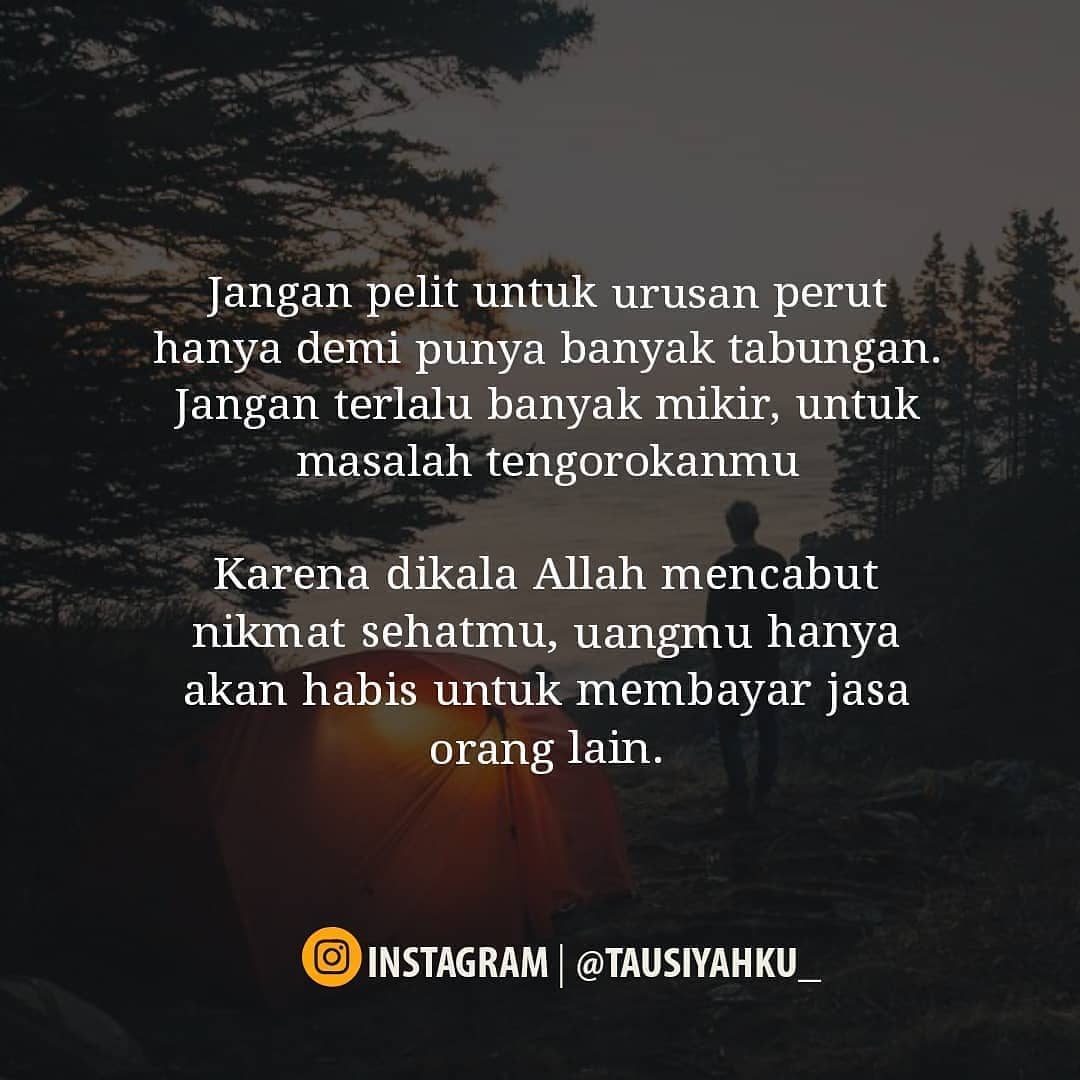 Jangan pelit untuk urusan perut
hanya demi punya banyak tabungan.
Jangan terlalu banyak mikir, untuk
masalah tengorokanmu
Karena dikala Allah mencabut
nikmat sehatmu, uangmu hanya
akan habis untuk membayar jasa
orang lain.
INSTAGRAM | @TAUSIYAHKU_